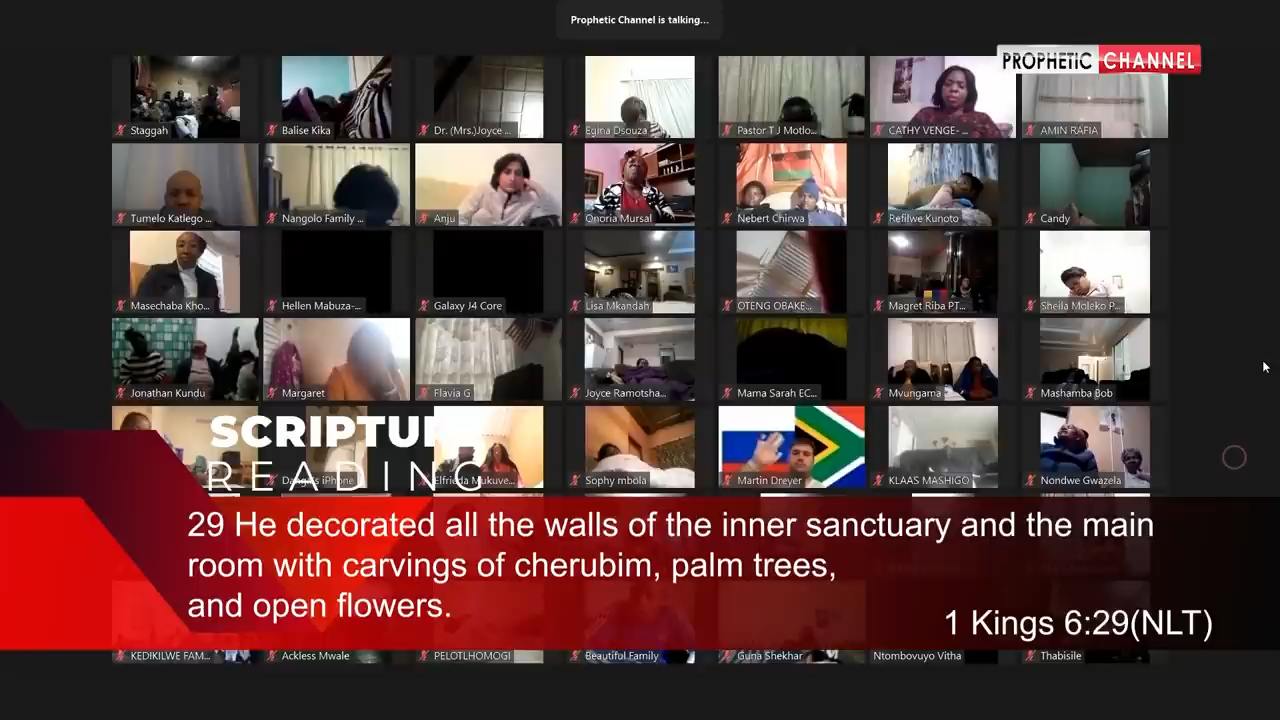 Prophetic Channel is talking...
PROPHETIC CHANNEL
Staggah
Balise Kika
Dr. (Mrs.)Joyce ...
Egina Dsouza
Pastor T J Motlo...
CATHY VENGE- ...
AMIN RAFIA
Tumelo Katlego ...
Nangolo Family ...
Anju
Onoria Mursal
Nebert Chirwa
Refilwe Kunoto
Candy
Masechaba Kho...
Hellen Mabuza-...
Galaxy J4 Core
Lisa Mkandah
OTENG OBAKE...
Magret Riba PT...
Sheila Moleko P...
Jonathan Kundu
Margaret
Flavia G
Joyce Ramotsha...
Mama Sarah EC...
Mvungama
Mashamba Bob
iPhone
Elfrieda Mukuve...
Sophy mbola
Martin Dreyer
KLAAS MASHIGO
Nondwe Gwazela
SCRIPTURE
READING
29 He decorated all the walls of the inner sanctuary and the main
room with carvings of cherubim, palm trees,
and open flowers.
1 Kings 6:29(NLT)
KEDIKILWE FAM...
Ackless Mwale
PELOTLHOMOGI
Beautiful Family
Guna Shekhar
Ntombovuyo Vitha
Thabisile